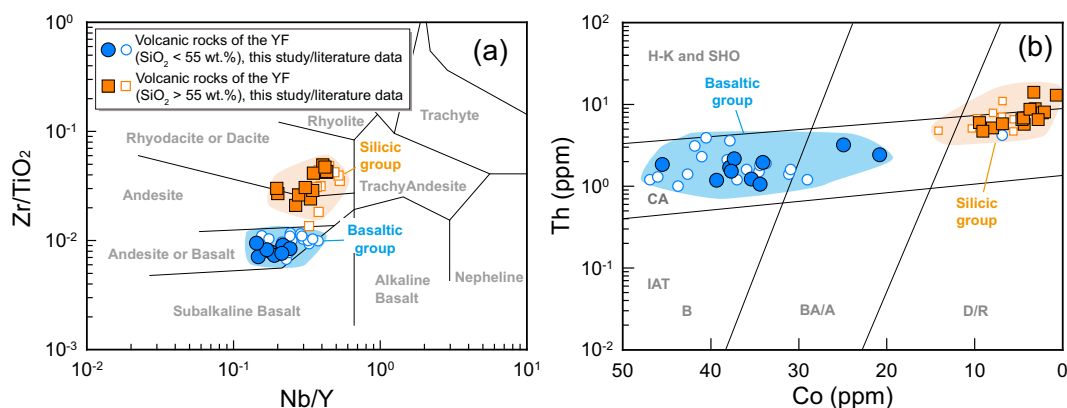 (a)
Volcanic rocks of the YF
(SiO2 < 55 wt.%), this study/literature data
Volcanic rocks of the YF
(SiO2 > 55 wt.%), this study/literature data
Rhyolite
Trachyte
Rhyodacite or Dacite
Silicic
group
Andesite
TrachyAndesite
Basaltic
group
Andesite or Basalt
Alkaline
Basalt
Nepheline
Subalkaline Basalt
10^0
10^-1
10^-2
10^-3
Zr/TiO2
10^-2
10^-1
10^0
10^1
Nb/Y
(b)
H-K and SHO
Basaltic
group
Silicic
group
CA
IAT
B
BA/A
D/R
10^2
10^1
10^0
10^-1
10^-2
Th (ppm)
50
40
30
20
10
0
Co (ppm)